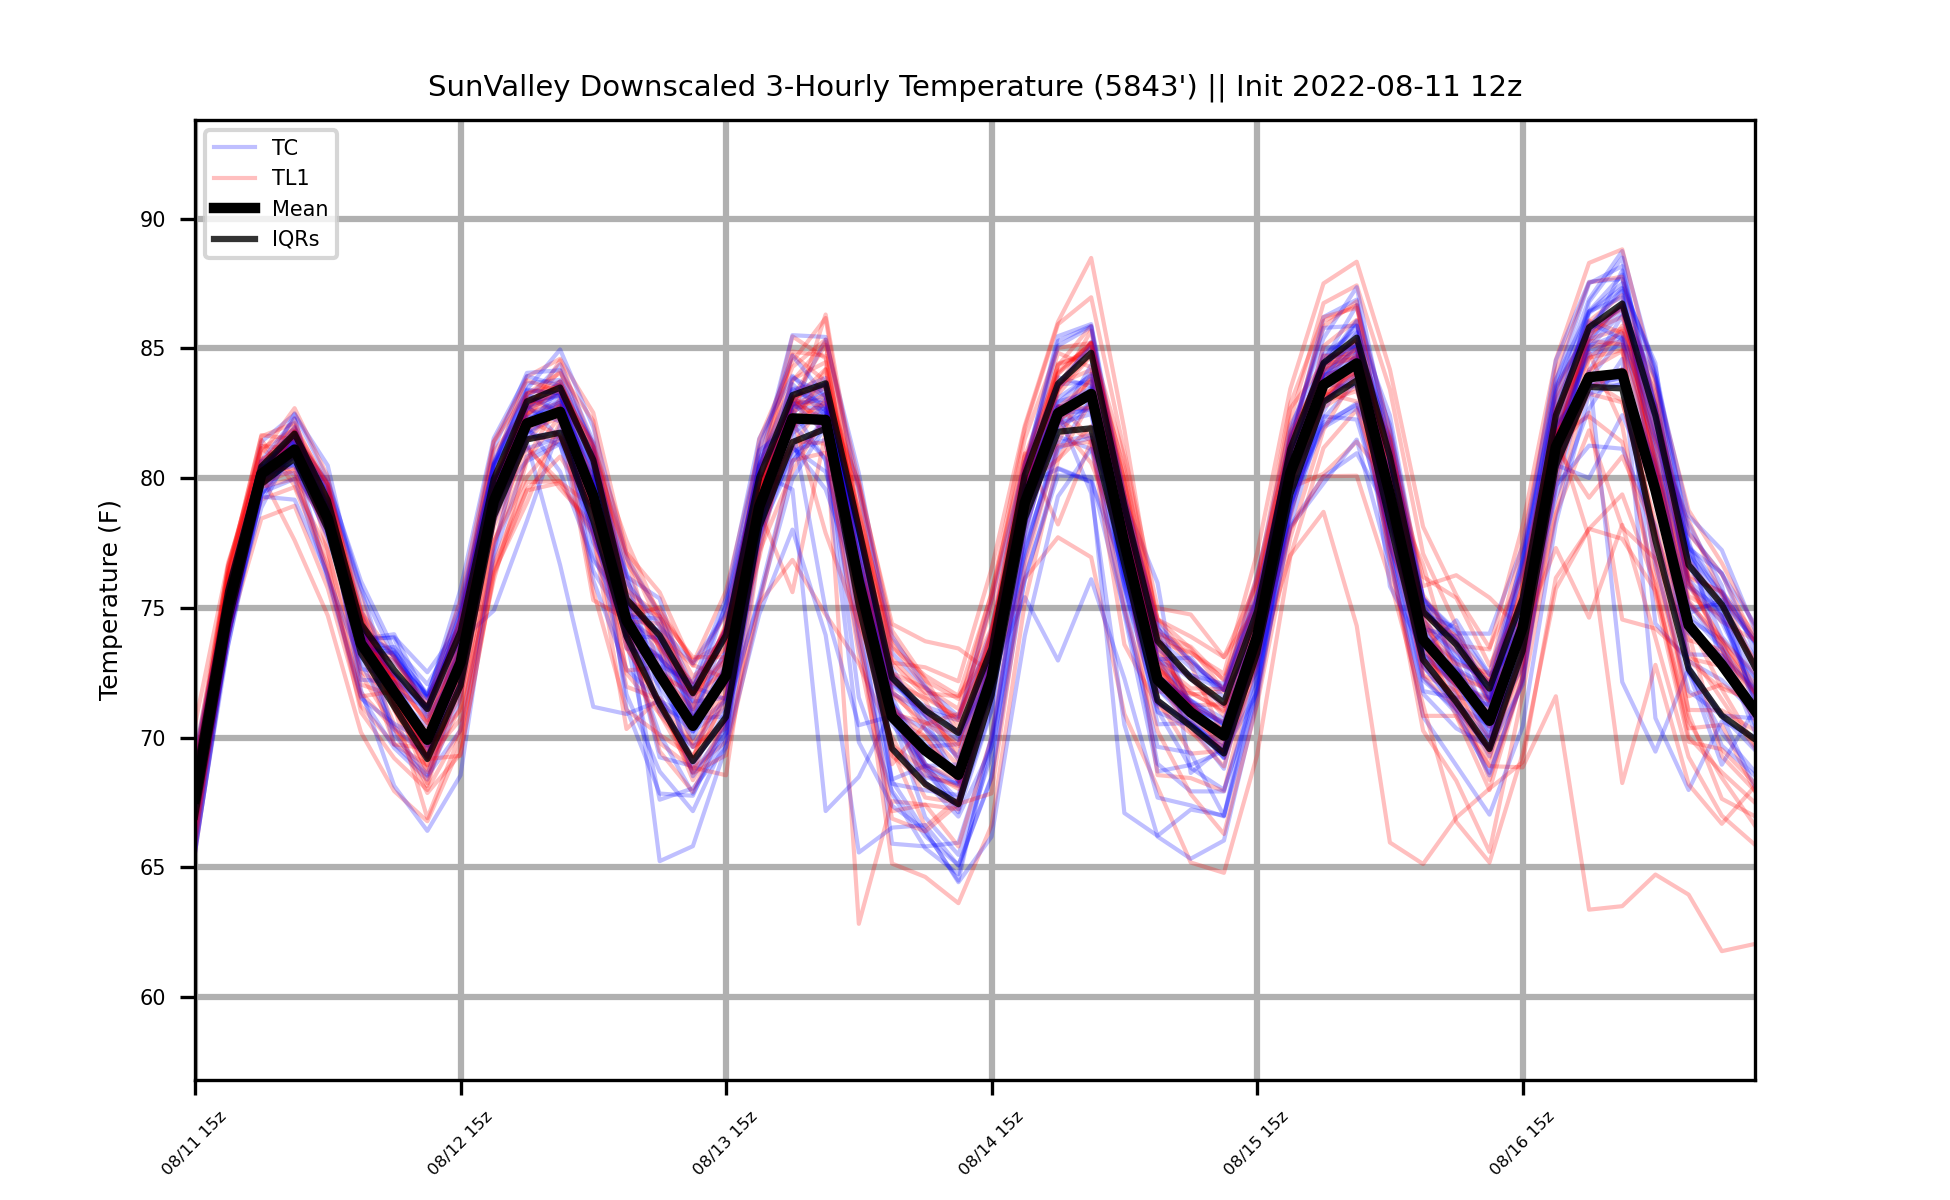 SunValley Downscaled 3-Hourly Temperature (5843') || Init 2022-08-11 12z
TC
TL1
Mean
IQRs
Temperature (F)
90
85
80
75
70
65
60
08/11 15z
08/12 15z
08/13 15z
08/14 15z
08/15 15z
08/16 15z